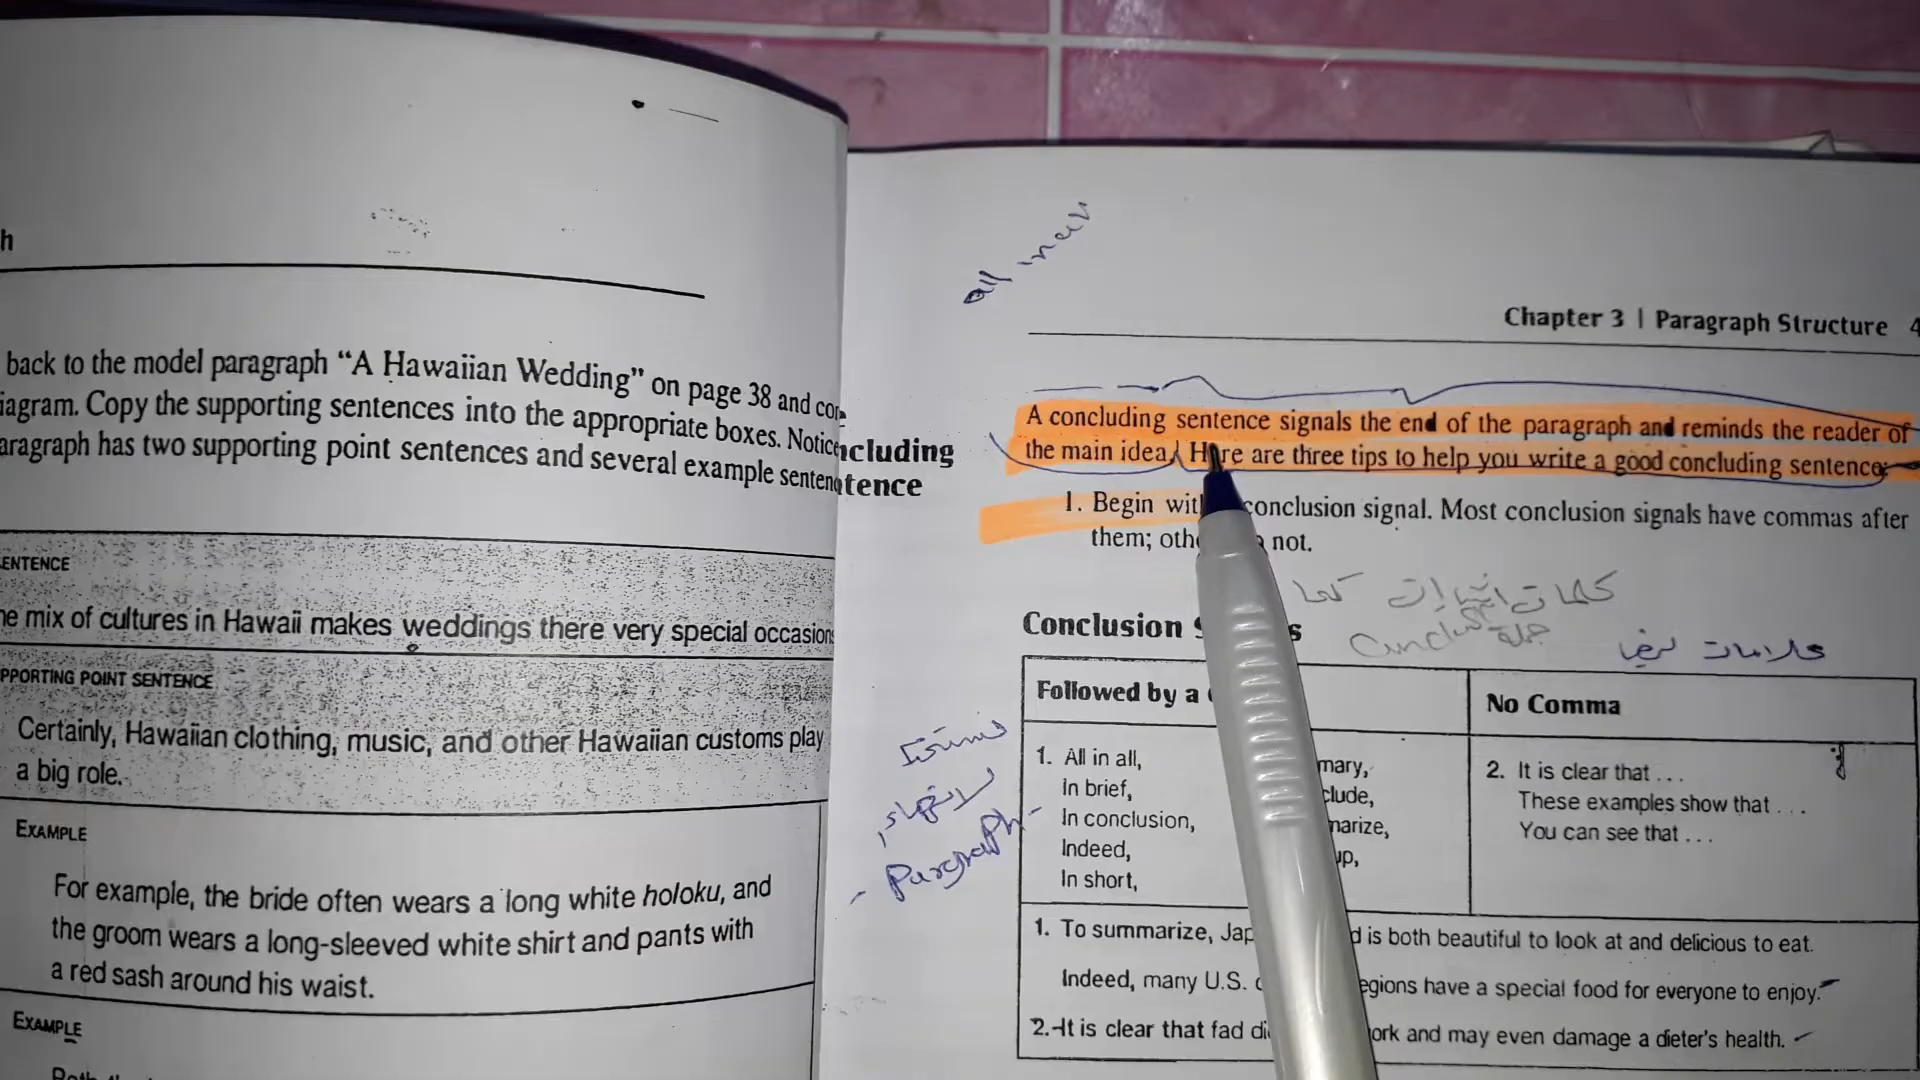 h
back to the model paragraph “A Hawaiian Wedding” on page 38 and con
iagram. Copy the supporting sentences into the appropriate boxes. Notice
aragraph has two supporting point sentences and several example senten
ENTENCE
he mix of cultures in Hawaii makes weddings there very special occasion
PPORTING POINT SENTENCE
Certainly, Hawaiian clothing, music, and other Hawaiian customs play
a big role.
EXAMPLE
For example, the bride often wears a long white holoku, and
the groom wears a long-sleeved white shirt and pants with
a red sash around his waist.
EXAMPLE
all
Chapter 3 | Paragraph Structure 4
ncluding
tence
A concluding sentence signals the end of the paragraph and reminds the reader of
the main idea. Here are three tips to help you write a good concluding sentence:
1. Begin with conclusion signal. Most conclusion signals have commas after
them; oth not.
كلمات
جملة
علامات
Conclusion S s
Followed by a
No Comma
1. All in all,
In brief,
In conclusion,
Indeed,
In short,
mary,
clude,
marize,
up,
2. It is clear that . . .
These examples show that . . .
You can see that . . .
ParagraPh
1. To summarize, Jap d is both beautiful to look at and delicious to eat.
Indeed, many U.S. egions have a special food for everyone to enjoy.
2. It is clear that fad di ork and may even damage a dieter's health.